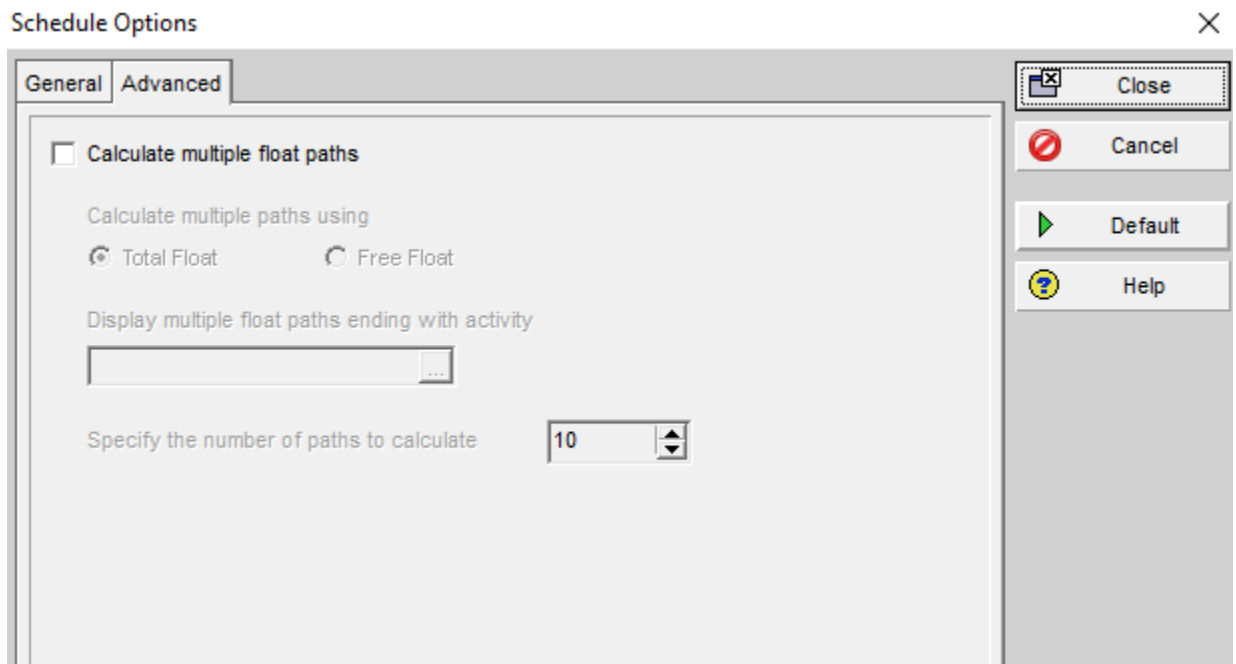 Schedule Options
General Advanced
Close
Calculate multiple float paths
Cancel
Calculate multiple paths using
Default
Total Float Free Float
Help
Display multiple float paths ending with activity
...
Specify the number of paths to calculate 10